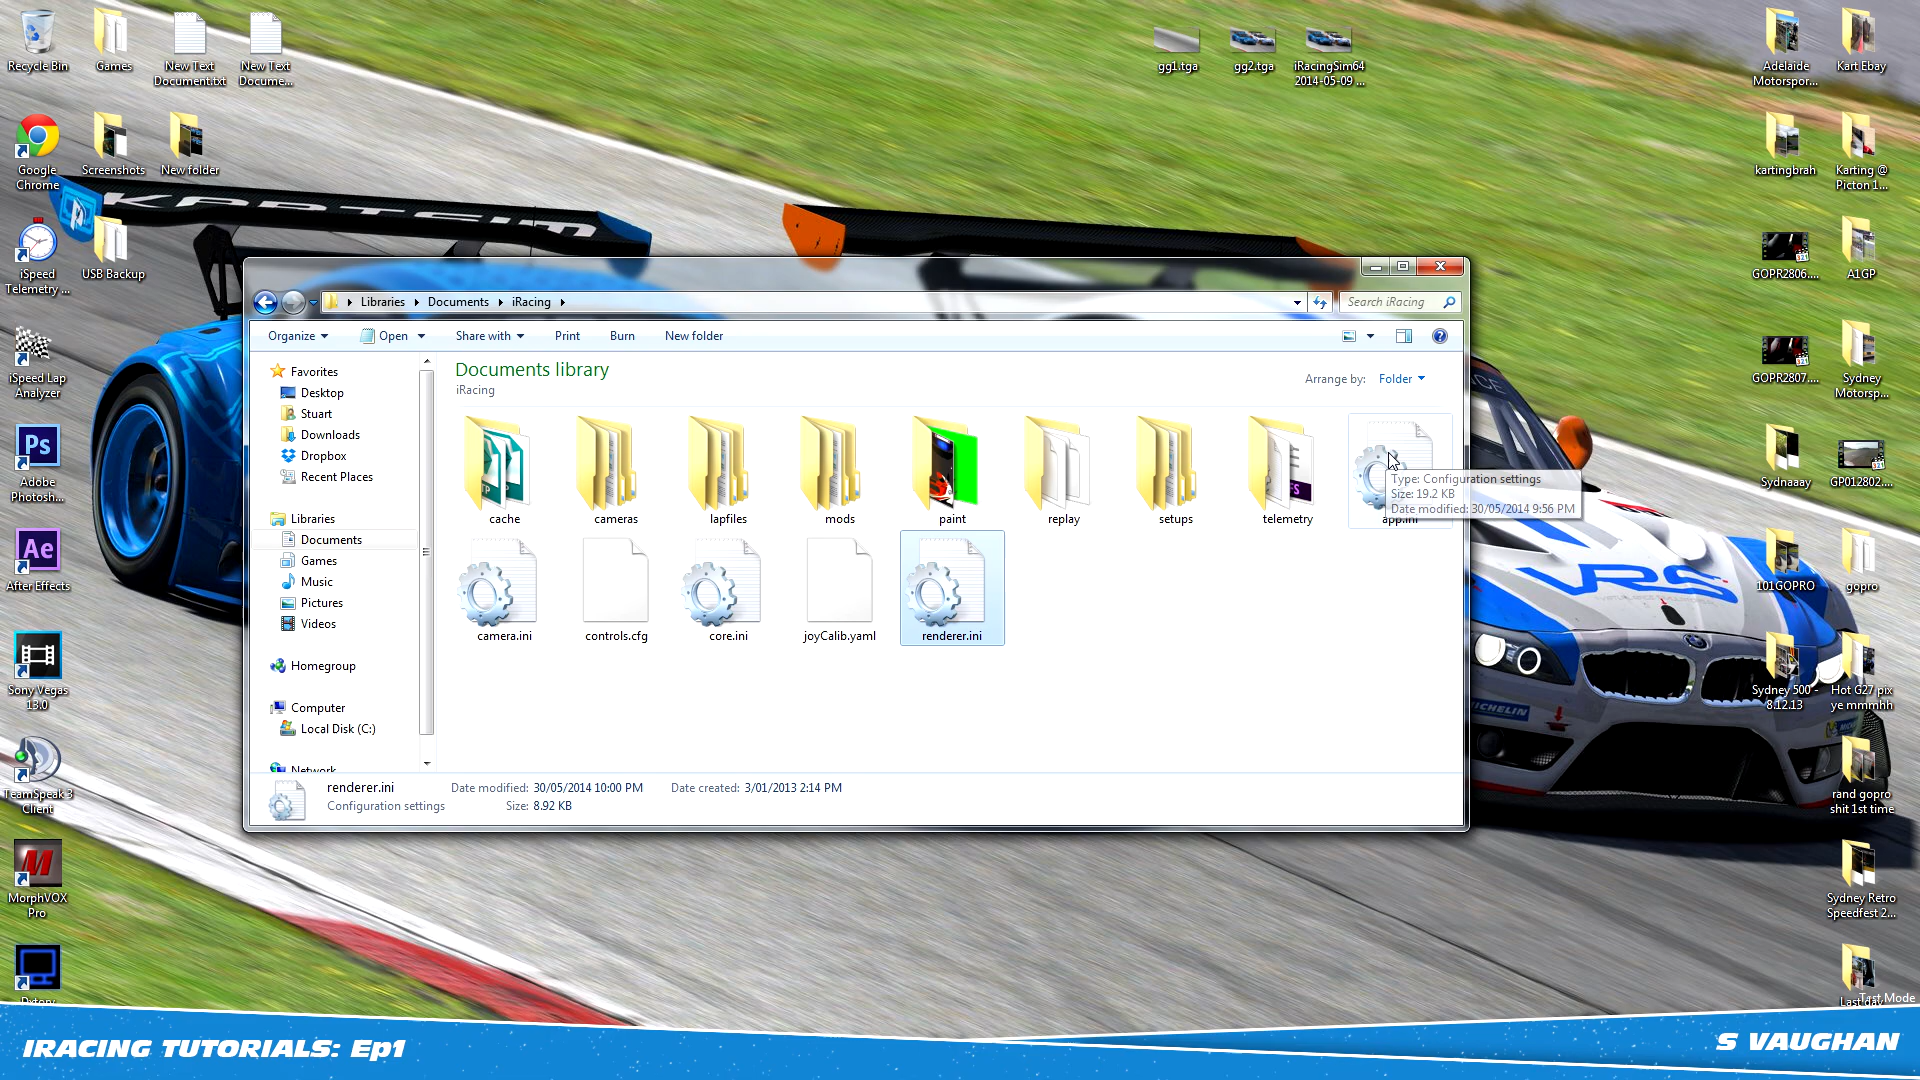 Recycle Bin
Games
New Text
Document.txt
New Text
Docume...
gg1.tga
gg2.tga
iRacingSim64
2014-05-09 ...
Adelaide
Motorspor...
Kart Ebay
Google
Chrome
Screenshots
New folder
kartingbrah
Karting @
Picton 1...
KARTSIM
iSpeed
Telemetry ...
USB Backup
GOPR2806....
A1GP
Libraries
Documents
iRacing
Search iRacing
Organize
Open
Share with
Print
Burn
New folder
iSpeed Lap
Analyzer
GOPR2807....
Sydney
Motorsp...
Favorites
Desktop
Stuart
Downloads
Dropbox
Recent Places
Libraries
Documents
Games
Music
Pictures
Videos
Homegroup
Computer
Local Disk (C:)
Network
Documents library
iRacing
Arrange by: Folder
cache
cameras
lapfiles
mods
paint
replay
setups
telemetry
app.ini
Type: Configuration settings
Size: 19.2 KB
Date modified: 30/05/2014 9:56 PM
camera.ini
controls.cfg
core.ini
joyCalib.yaml
renderer.ini
renderer.ini
Date modified: 30/05/2014 10:00 PM
Date created: 3/01/2013 2:14 PM
Configuration settings
Size: 8.92 KB
Ps
Adobe
Photosh...
Sydnaaay
GP012802....
Ae
After Effects
101GOPRO
gopro
VRS
Sony Vegas
13.0
Sydney 500 -
8.12.13
Hot G27 pix
ye mmmhh
MICHELIN
TeamSpeak 3
Client
rand gopro
shit 1st time
MorphVOX
Pro
Sydney Retro
Speedfest 2...
Dxtory
Last day
Test Mode
IRACING TUTORIALS: Ep1
S VAUGHAN